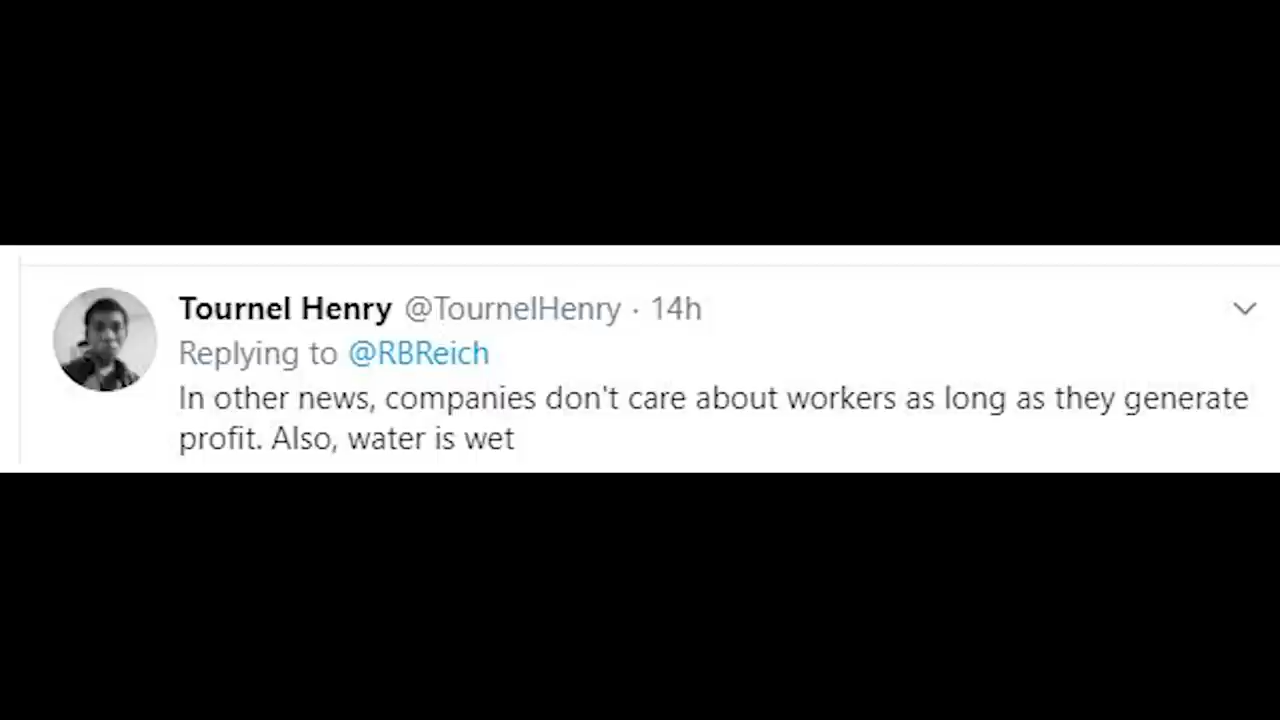 Tournel Henry @TournelHenry · 14h
Replying to @RBReich
In other news, companies don't care about workers as long as they generate
profit. Also, water is wet